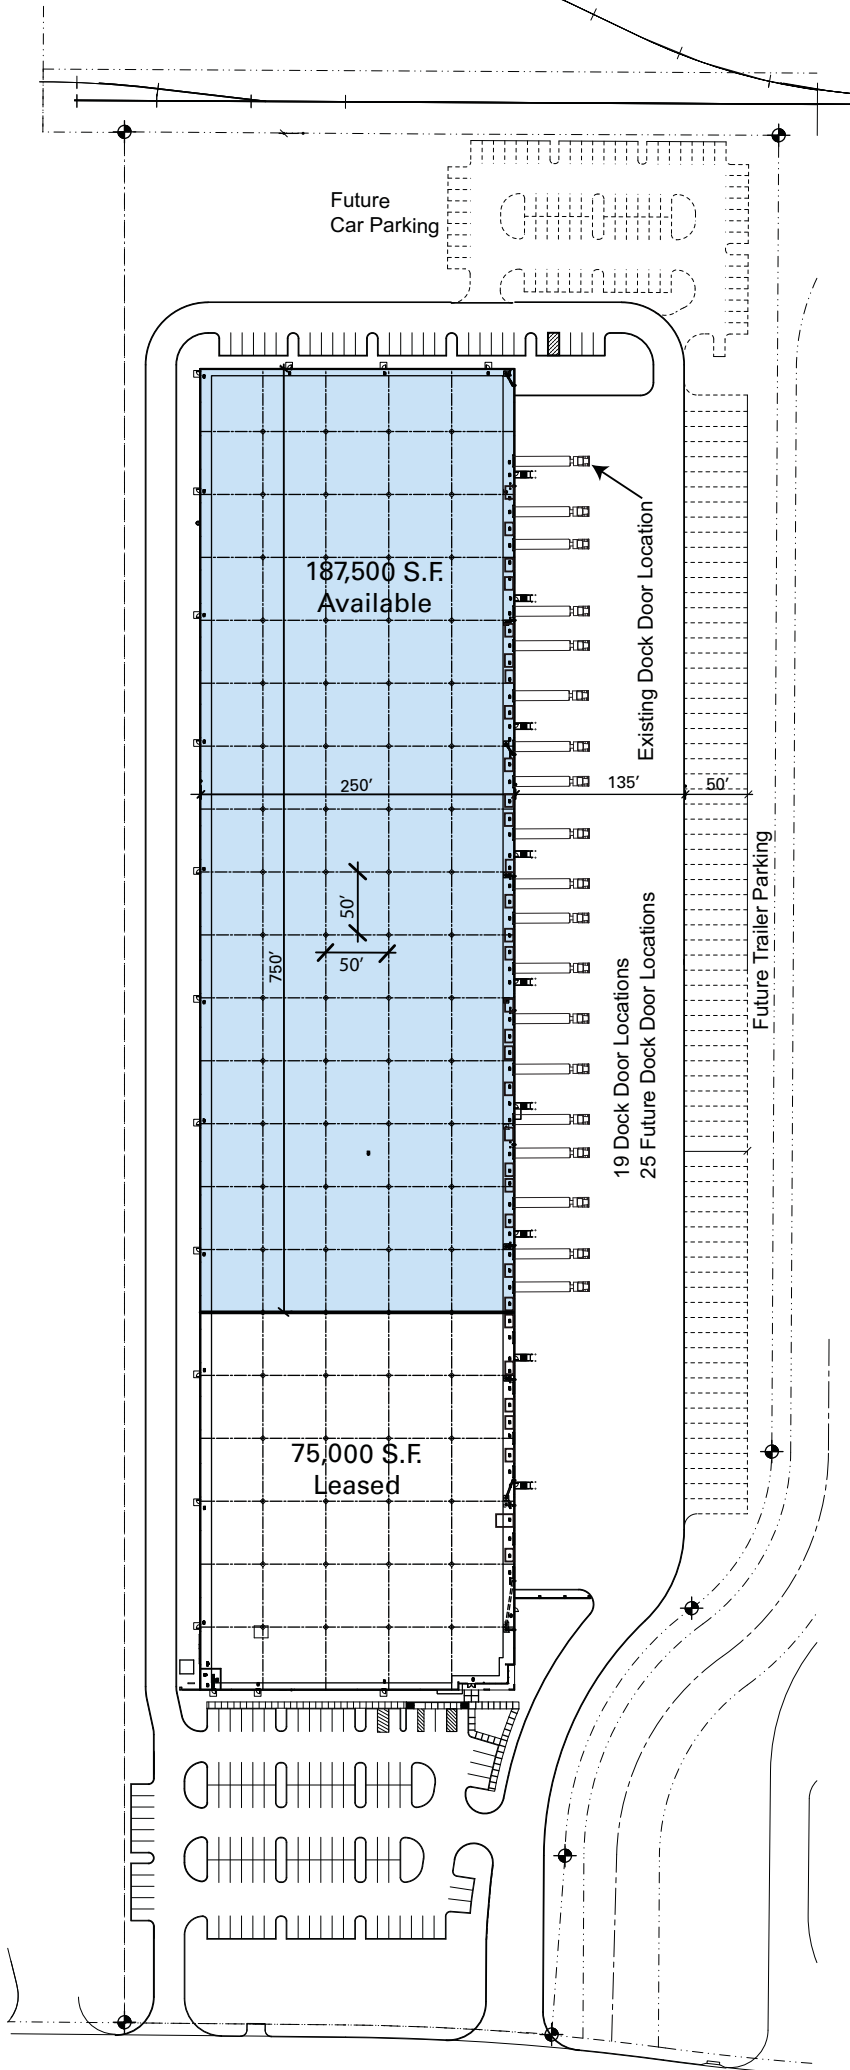 Future
Car Parking
187,500 S.F.
Available
Existing Dock Door Location
250’
135’
50’
50’
50’
750’
Future Trailer Parking
19 Dock Door Locations
25 Future Dock Door Locations
75,000 S.F.
Leased